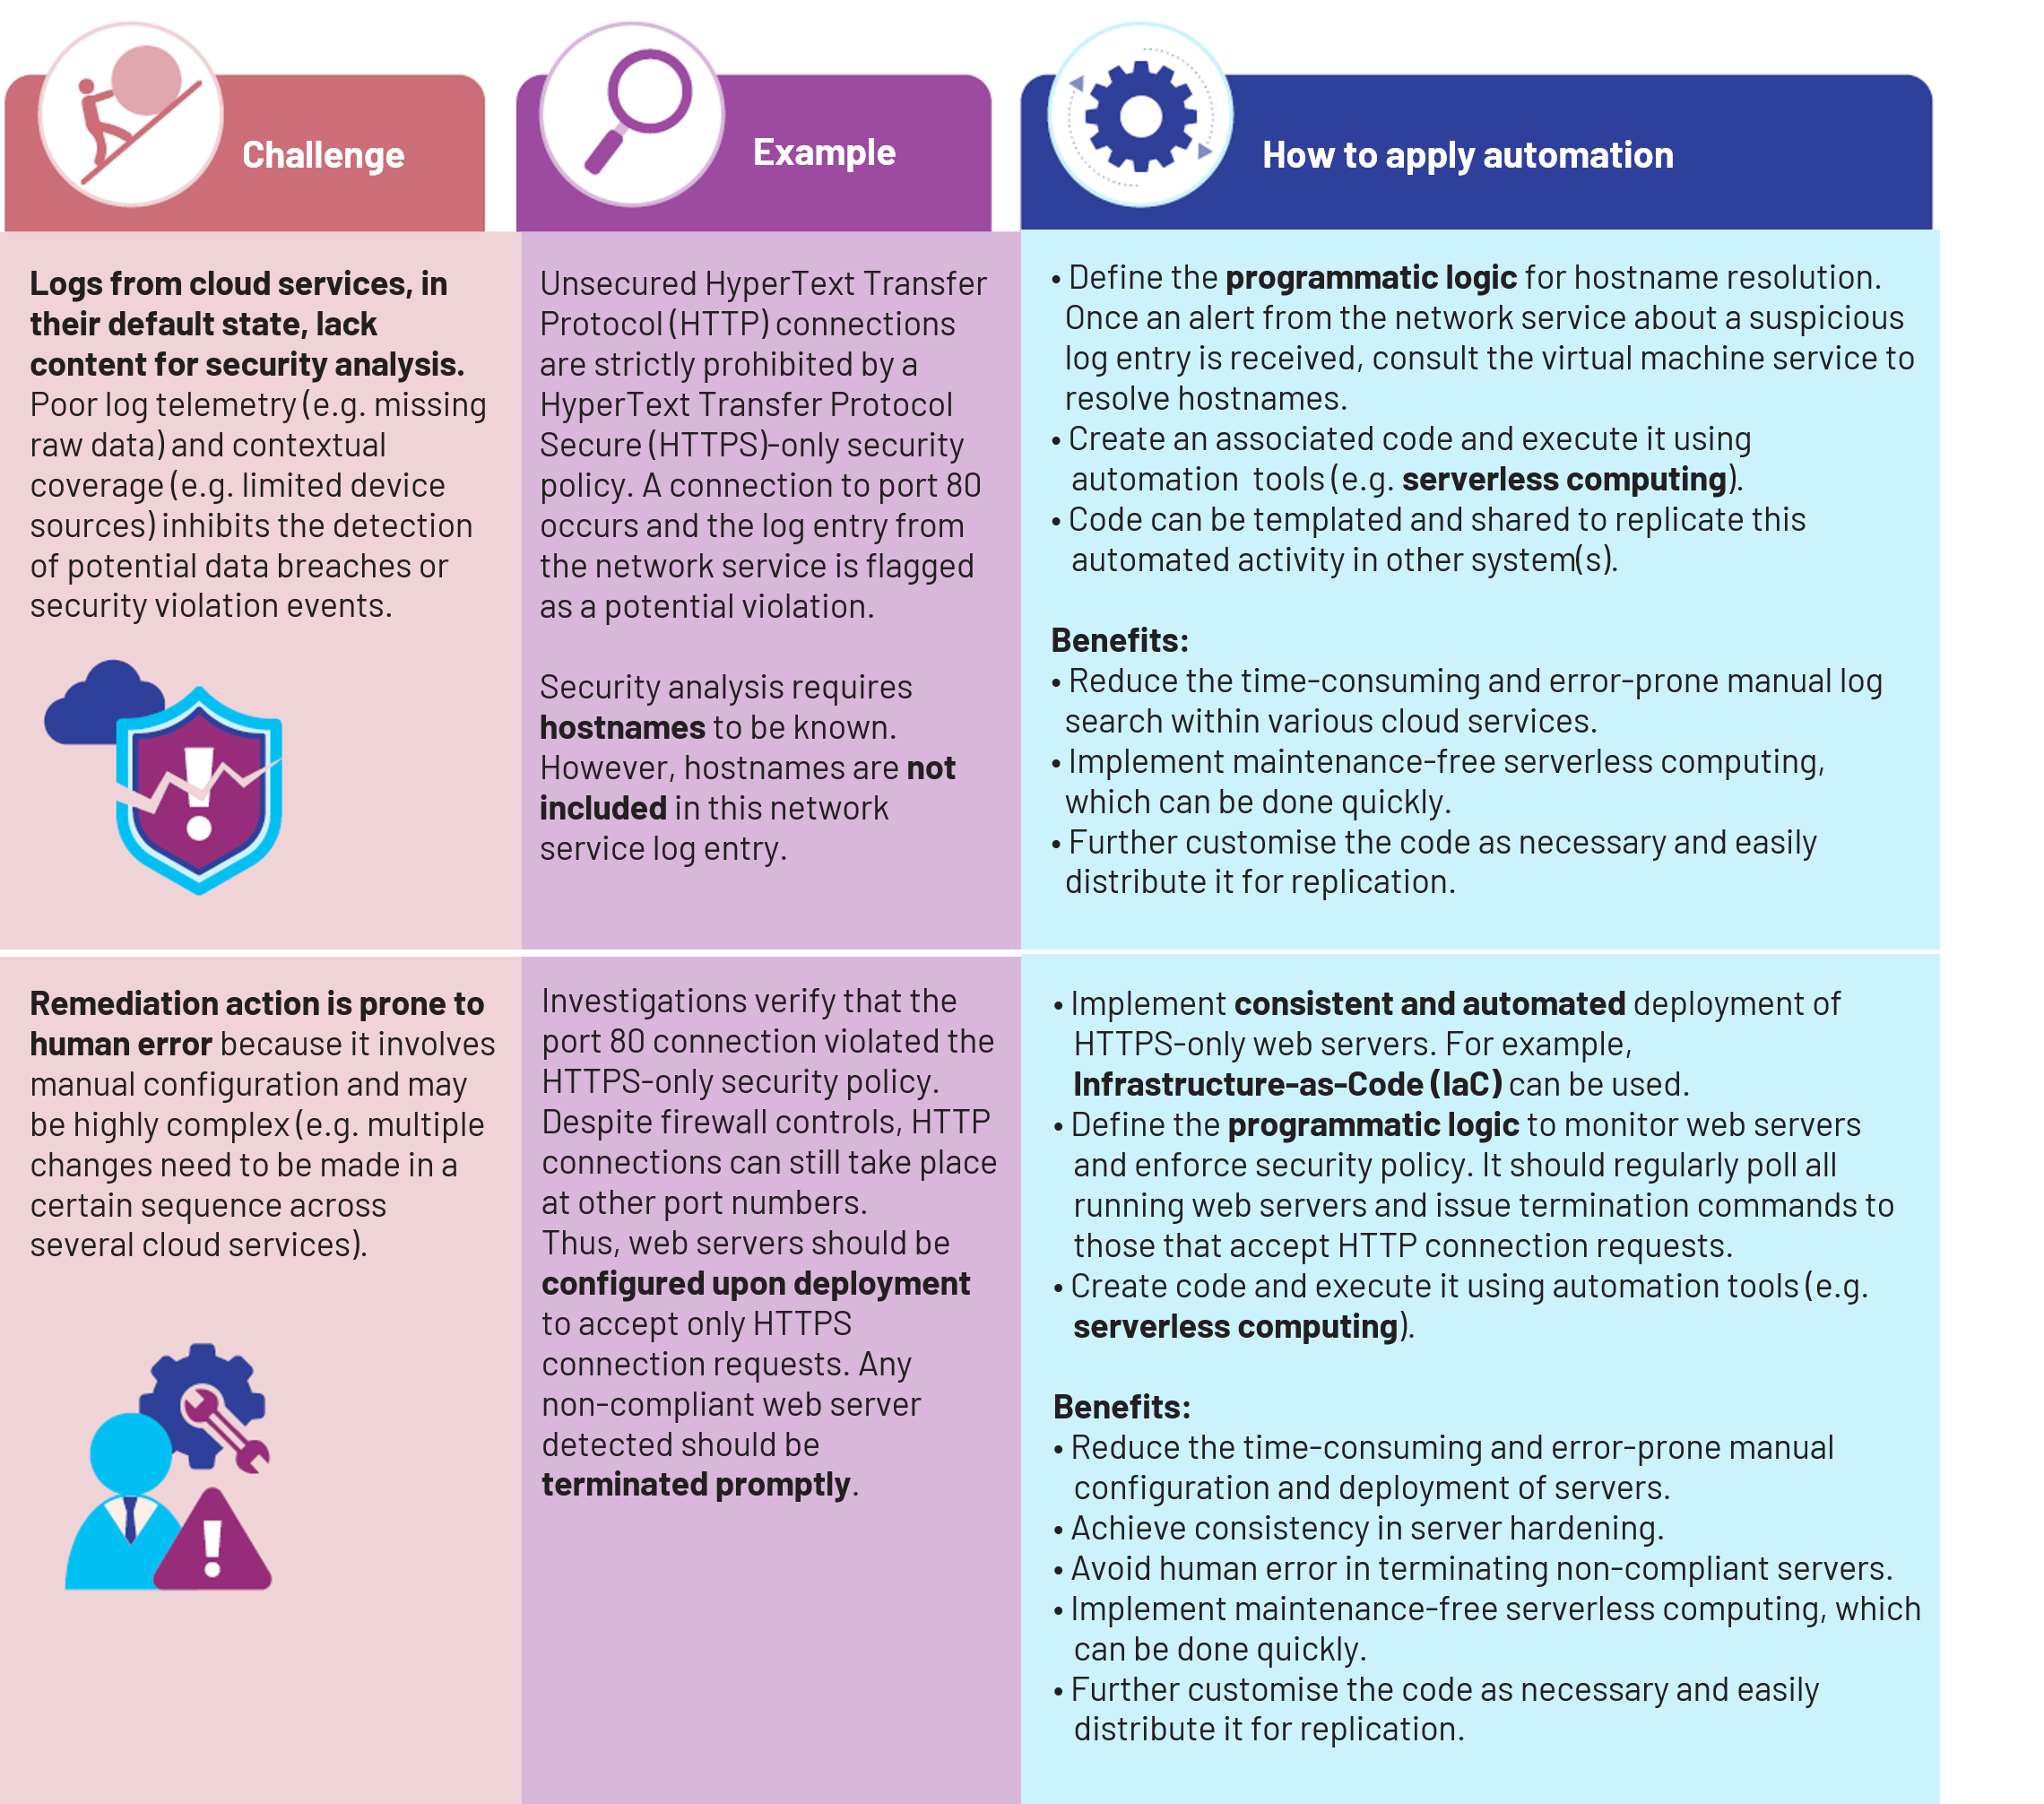 Challenge
Example
How to apply automation
Logs from cloud services, in
their default state, lack
content for security analysis.
Poor log telemetry (e.g. missing
raw data) and contextual
coverage (e.g. limited device
sources) inhibits the detection
of potential data breaches or
security violation events.
Unsecured HyperText Transfer
Protocol (HTTP) connections
are strictly prohibited by a
HyperText Transfer Protocol
Secure (HTTPS)-only security
policy. A connection to port 80
occurs and the log entry from
the network service is flagged
as a potential violation.
Security analysis requires
hostnames to be known.
However, hostnames are not
included in this network
service log entry.
• Define the programmatic logic for hostname resolution.
Once an alert from the network service about a suspicious
log entry is received, consult the virtual machine service to
resolve hostnames.
• Create an associated code and execute it using
automation tools (e.g. serverless computing).
• Code can be templated and shared to replicate this
automated activity in other system(s).
Benefits:
• Reduce the time-consuming and error-prone manual log
search within various cloud services.
• Implement maintenance-free serverless computing,
which can be done quickly.
• Further customise the code as necessary and easily
distribute it for replication.
Remediation action is prone to
human error because it involves
manual configuration and may
be highly complex (e.g. multiple
changes need to be made in a
certain sequence across
several cloud services).
Investigations verify that the
port 80 connection violated the
HTTPS-only security policy.
Despite firewall controls, HTTP
connections can still take place
at other port numbers.
Thus, web servers should be
configured upon deployment
to accept only HTTPS
connection requests. Any
non-compliant web server
detected should be
terminated promptly.
• Implement consistent and automated deployment of
HTTPS-only web servers. For example,
Infrastructure-as-Code (IaC) can be used.
• Define the programmatic logic to monitor web servers
and enforce security policy. It should regularly poll all
running web servers and issue termination commands to
those that accept HTTP connection requests.
• Create code and execute it using automation tools (e.g.
serverless computing).
Benefits:
• Reduce the time-consuming and error-prone manual
configuration and deployment of servers.
• Achieve consistency in server hardening.
• Avoid human error in terminating non-compliant servers.
• Implement maintenance-free serverless computing, which
can be done quickly.
• Further customise the code as necessary and easily
distribute it for replication.